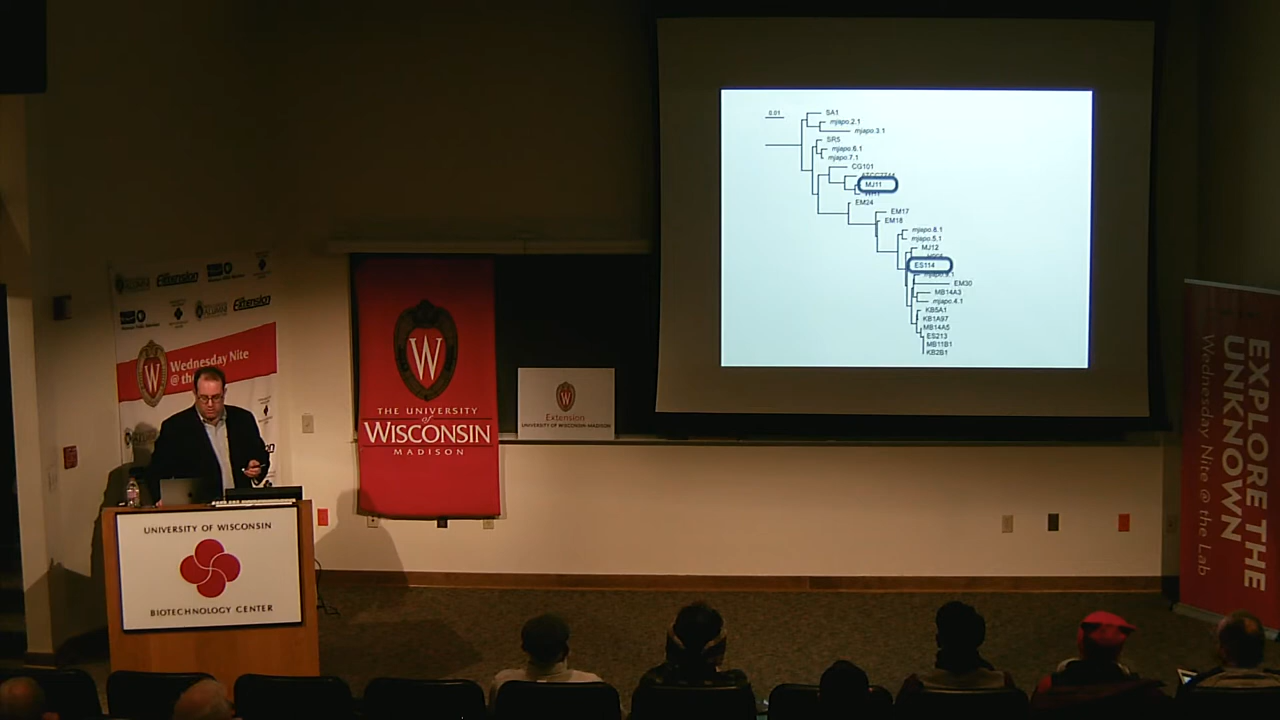 0.01
SA1
mjapo.2.1
mjapo.3.1
SR5
mjapo.6.1
mjapo.7.1
CG101
MJ11
EM24
EM17
EM18
mjapo.8.1
mjapo.5.1
MJ12
ES114
EM30
MB14A3
mjapo.4.1
KB5A1
KB1A97
MB14A5
ES213
MB11B1
KB2B1
Extension
Wednesday Nite
@ the
W
THE UNIVERSITY
of
WISCONSIN
MADISON
Extension
UNIVERSITY OF WISCONSIN-MADISON
UNIVERSITY OF WISCONSIN
BIOTECHNOLOGY CENTER
EXPLORE THE
UNKNOWN
Wednesday Nite @ the Lab